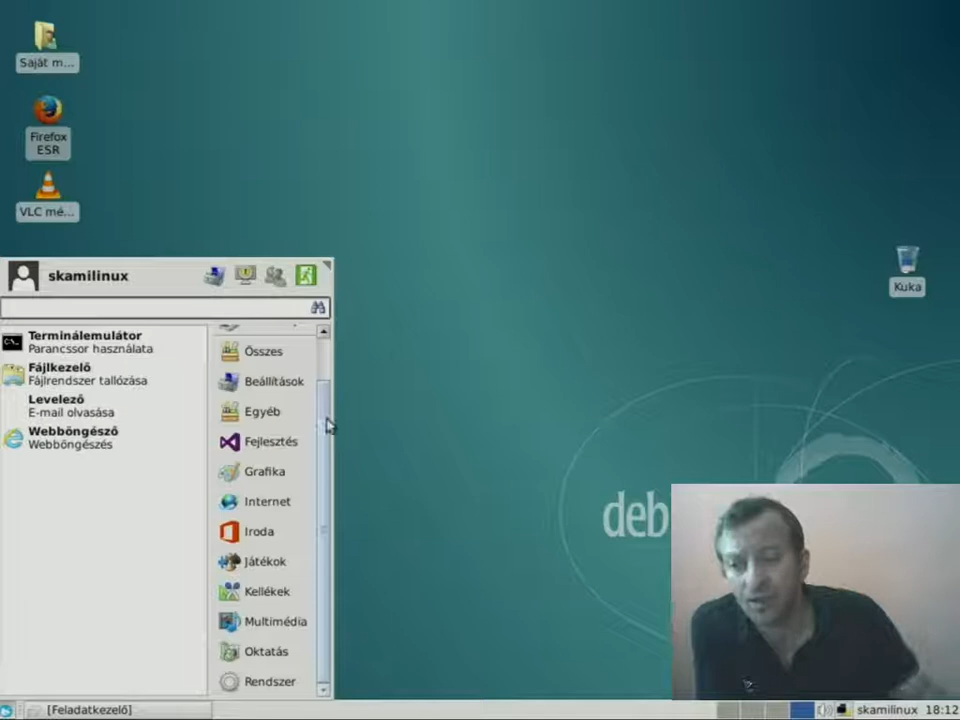 Saját m...
Firefox
ESR
VLC mé...
Kuka
skamilinux
Terminálemulátor
Parancssor használata
Fájlkezelő
Fájlrendszer tallózása
Levelező
E-mail olvasása
Webböngésző
Webböngészés
Összes
Beállítások
Egyéb
Fejlesztés
Grafika
Internet
Iroda
Játékok
Kellékek
Multimédia
Oktatás
Rendszer
deb
[Feladatkezelő]
skamilinux
18:12